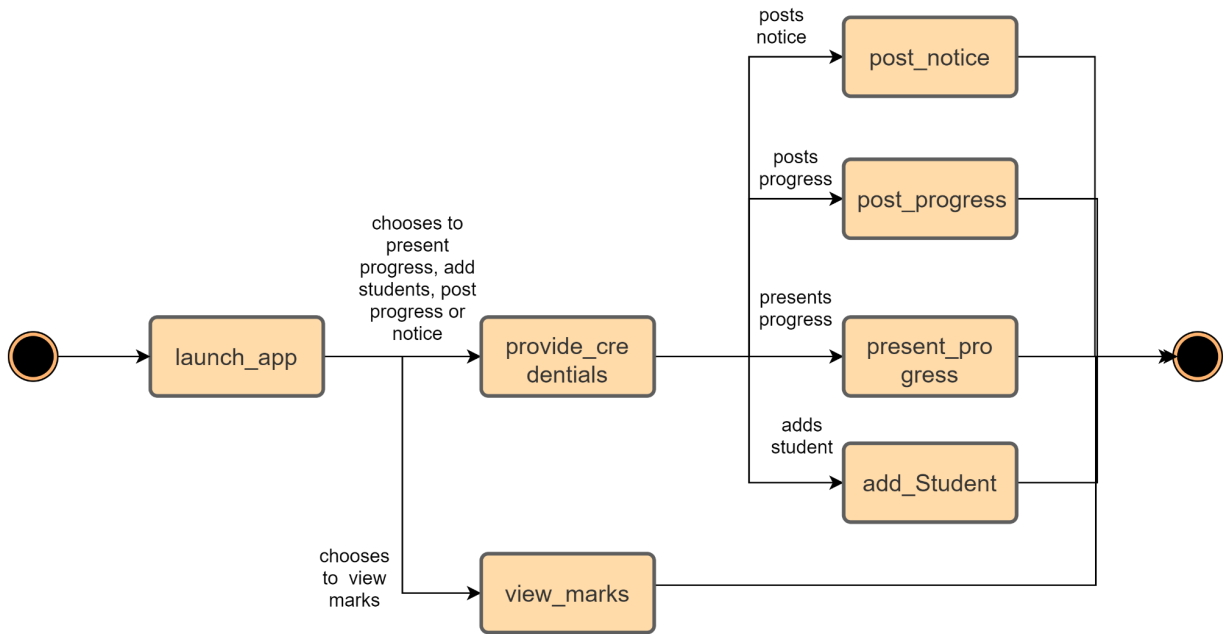 posts
notice
post_notice
posts
progress
post_progress
chooses to
present
progress, add
students, post
progress or
notice
presents
progress
launch_app
provide_cre
dentials
present_pro
gress
adds
student
add_Student
chooses
to  view
marks
view_marks